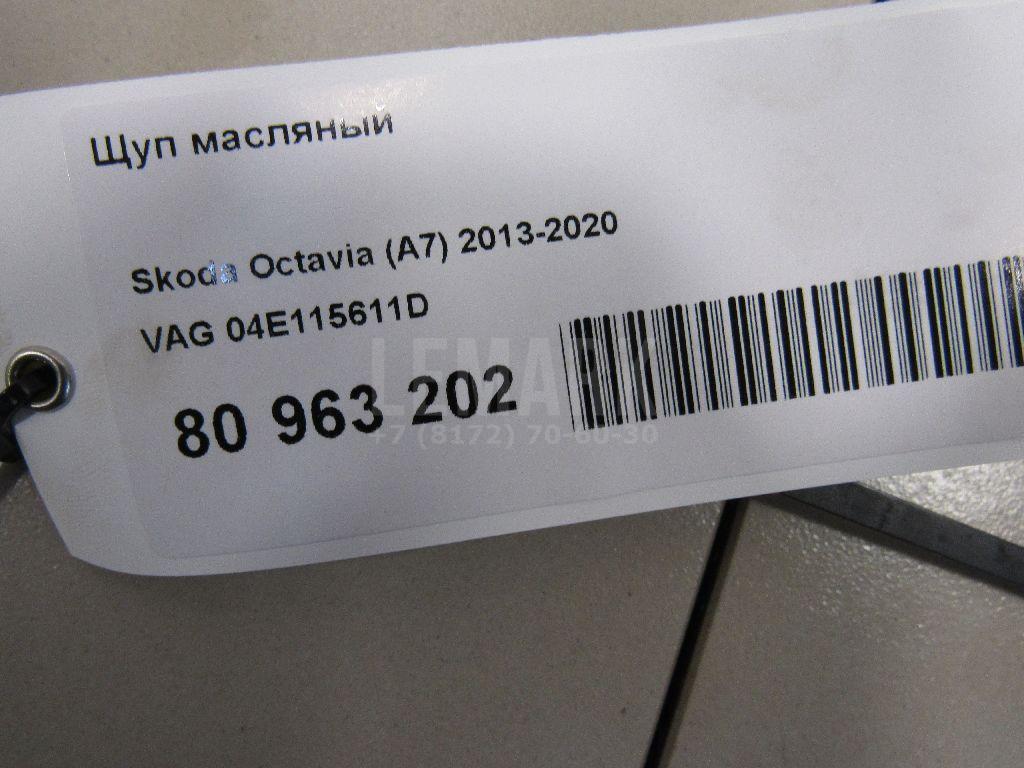 Щуп масляный
Skoda Octavia (A7) 2013-2020
VAG 04E115611D
80 963 202
LEMARK
+7 (8172) 70-60-30